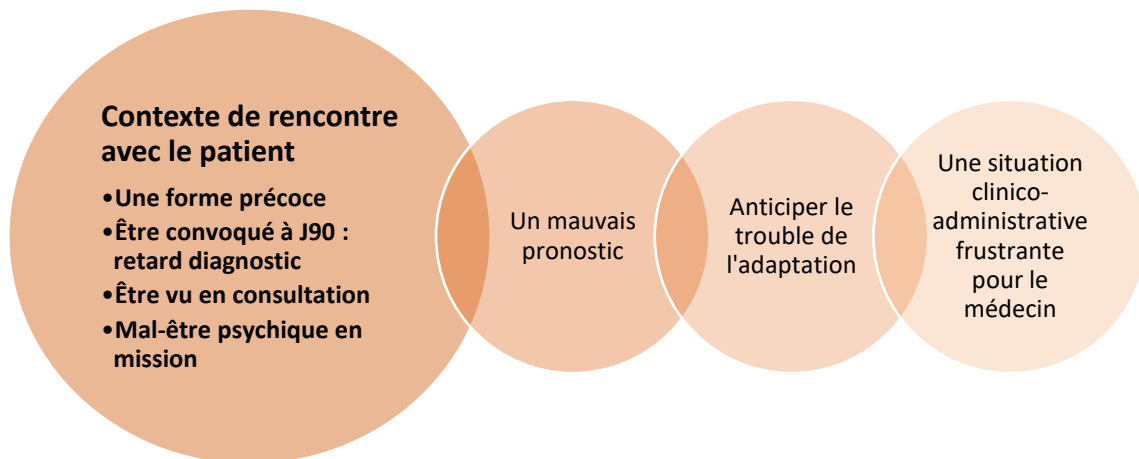 Contexte de rencontre
avec le patient
•Une forme précoce
•Être convoqué à J90 :
retard diagnostic
•Être vu en consultation
•Mal-être psychique en
mission
Un mauvais
pronostic
Anticiper le
trouble de
l'adaptation
Une situation
clinico-
administrative
frustrante
pour le
médecin